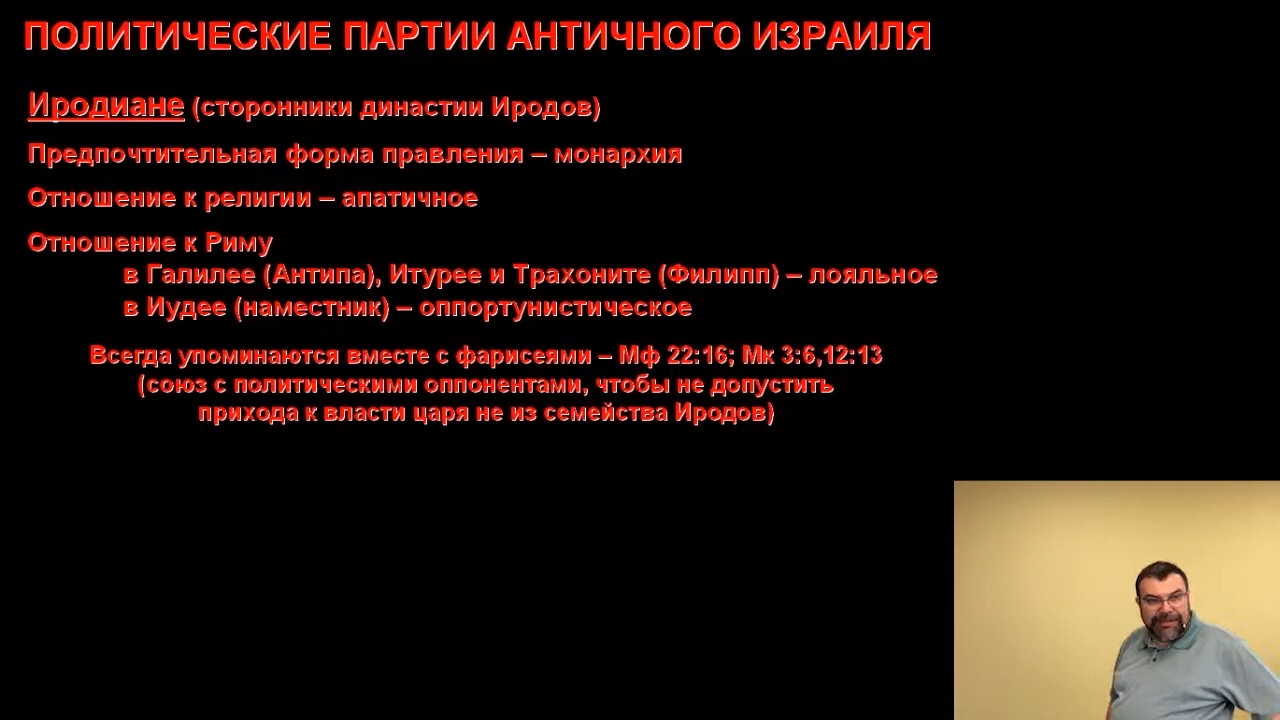 ПОЛИТИЧЕСКИЕ ПАРТИИ АНТИЧНОГО ИЗРАИЛЯ
Иродиане (сторонники династии Иродов)
Предпочтительная форма правления – монархия
Отношение к религии – апатичное
Отношение к Риму
в Галилее (Антипа), Итурее и Трахоните (Филипп) – лояльное
в Иудее (наместник) – оппортунистическое
Всегда упоминаются вместе с фарисеями – Мф 22:16; Мк 3:6,12:13
(союз с политическими оппонентами, чтобы не допустить
прихода к власти царя не из семейства Иродов)